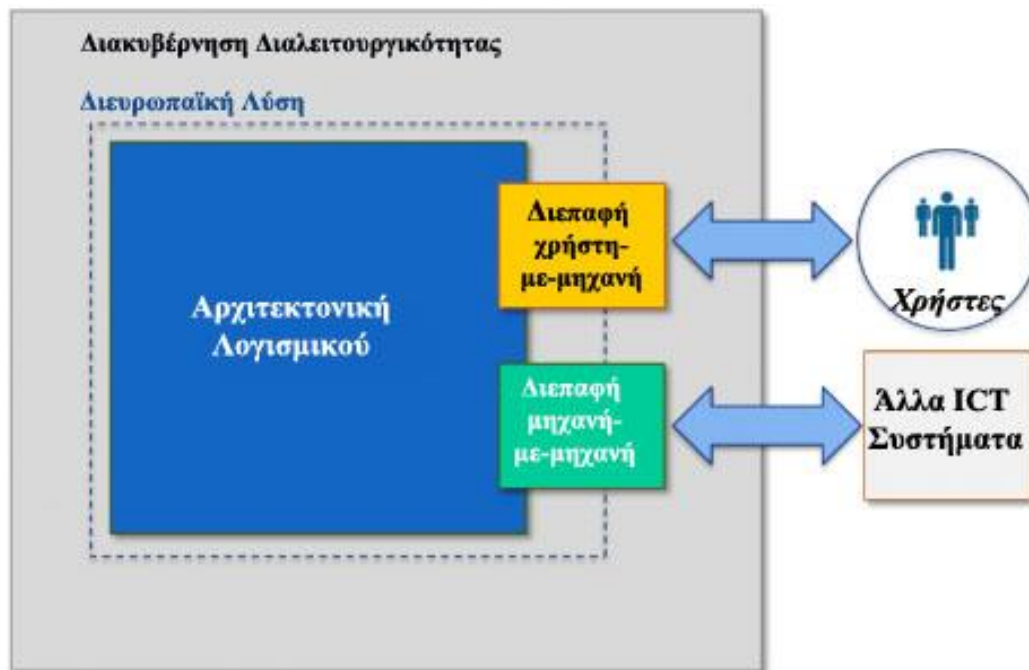 Διακυβέρνηση Διαλειτουργικότητας
Διευρωπαϊκή Λύση
Αρχιτεκτονική
Λογισμικού
Διεπαφή
χρήστη-
με-μηχανή
Χρήστες
Διεπαφή
μηχανή-
με-μηχανή
Άλλα ICT
Συστήματα